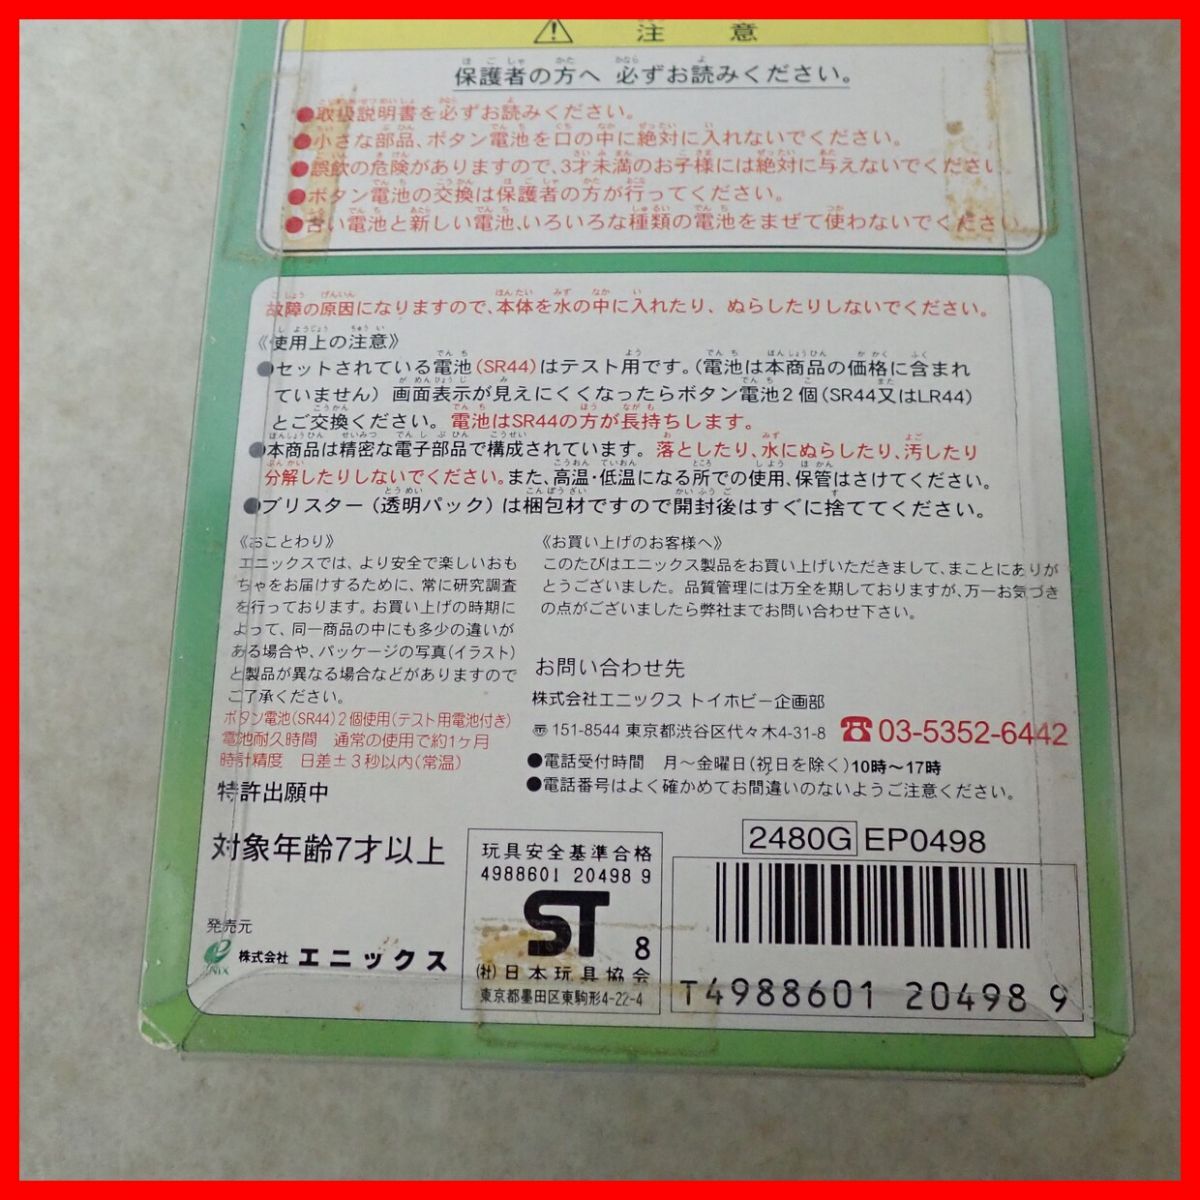 注意
保護者の方へ 必ずお読みください。
●取扱説明書を必ずお読みください。
●小さな部品、ボタン電池を口の中に絶対に入れないでください。
●誤飲の危険がありますので、3才未満のお子様には絶対に与えないでください。
●ボタン電池の交換は保護者の方が行ってください。
●古い電池と新しい電池、いろいろな種類の電池をまぜて使わないでください
故障の原因になりますので、本体を水の中に入れたり、ぬらしたりしないでください。
《使用上の注意》
●セットされている電池(SR44)はテスト用です。(電池は本商品の価格に含まれ
ていません) 画面表示が見えにくくなったらボタン電池2個(SR44又はLR44)
とご交換ください。電池はSR44の方が長持ちします。
●本商品は精密な電子部品で構成されています。落としたり、水にぬらしたり、汚したり
分解したりしないでください。また、高温・低温になる所での使用、保管はさけてください。
●ブリスター(透明パック)は梱包材ですので開封後はすぐに捨ててください。
《おことわり》
エニックスでは、より安全で楽しいおも
ちゃをお届けするために、常に研究調査
を行っております。お買い上げの時期に
よって、同一商品の中にも多少の違いが
ある場合や、パッケージの写真(イラスト)
と製品が異なる場合などがありますので
ご了承ください。
ボタン電池(SR44)2個使用(テスト用電池付き)
電池耐久時間 通常の使用で約1ヶ月
時計精度 日差±3秒以内(常温)
特許出願中
対象年齢7才以上
《お買い上げのお客様へ》
このたびはエニックス製品をお買い上げいただきまして、まことにありが
とうございました。品質管理には万全を期しておりますが、万一お気づき
の点がございましたら弊社までお問い合わせ下さい。
お問い合わせ先
株式会社エニックス トイホビー企画部
〠151-8544 東京都渋谷区代々木4-31-8 ☎03-5352-6442
●電話受付時間 月〜金曜日(祝日を除く)10時〜17時
●電話番号はよく確かめてお間違いのないようご注意ください。
発売元
ENIX 株式会社 エニックス
玩具安全基準合格
4988601 20498 9
ST 8
(社)日本玩具協会
東京都墨田区東駒形4-22-4
2480G EP0498
T4988601 204989